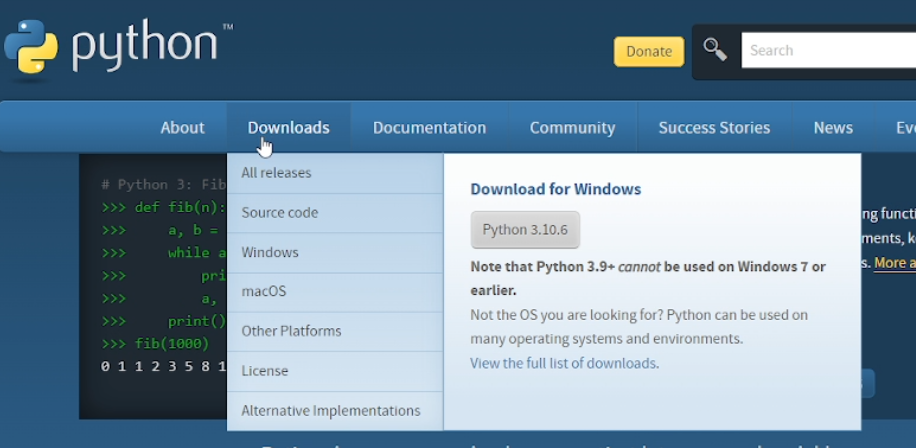 python™
Donate
Search
About
Downloads
Documentation
Community
Success Stories
News
# Python 3: Fib
>>> def fib(n):
>>> a, b =
>>> while a
>>> pri
>>> a,
>>> print()
>>> fib(1000)
0 1 1 2 3 5 8 1
All releases
Source code
Windows
macOS
Other Platforms
License
Alternative Implementations
Download for Windows
Python 3.10.6
Note that Python 3.9+ cannot be used on Windows 7 or
earlier.
Not the OS you are looking for? Python can be used on
many operating systems and environments.
View the full list of downloads.
ng functi
ments, k
s. More a